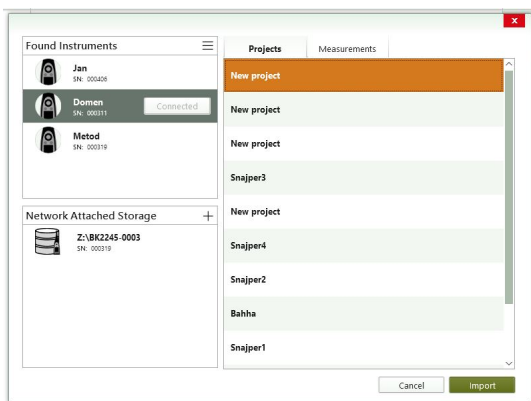 Found Instruments
Jan
SN: 000406
Domen
SN: 000311
Connected
Metod
SN: 000319
Network Attached Storage
Z:\BK2245-0003
SN: 000319
Projects Measurements
New project
New project
New project
Snajper3
New project
Snajper4
Snajper2
Bahha
Snajper1
Cancel Import